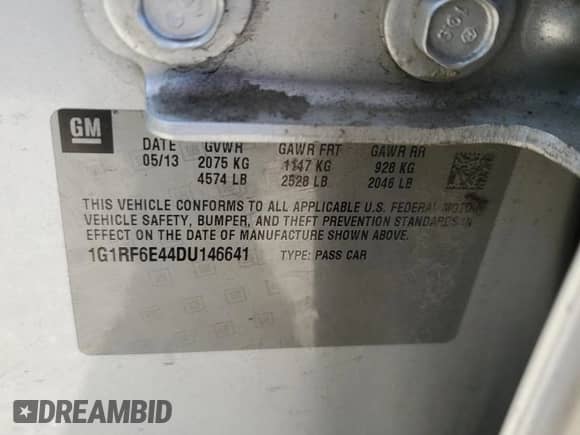 361
GM
DATE GVWR GAWR FRT GAWR RR
05/13 2075 KG 1147 KG 928 KG
4574 LB 2528 LB 2046 LB
THIS VEHICLE CONFORMS TO ALL APPLICABLE U.S. FEDERAL MOTOR
VEHICLE SAFETY, BUMPER, AND THEFT PREVENTION STANDARDS IN
EFFECT ON THE DATE OF MANUFACTURE SHOWN ABOVE.
1G1RF6E44DU146641 TYPE: PASS CAR
DREAMBID